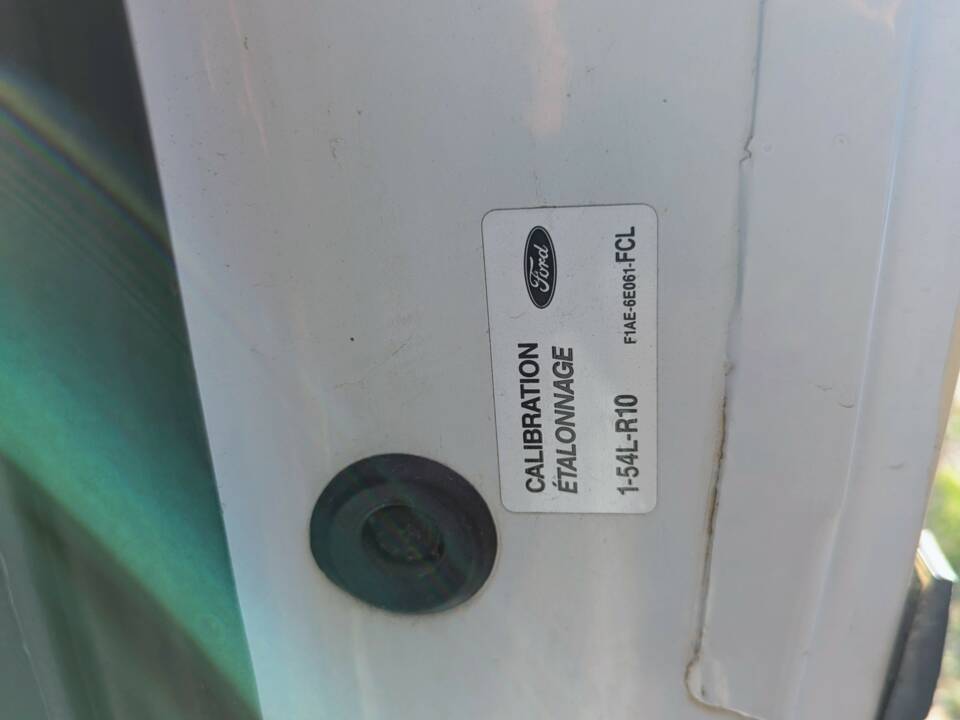 Ford
CALIBRATION
ÉTALONNAGE
1-54L-R10 F1AE-6E061-FCL